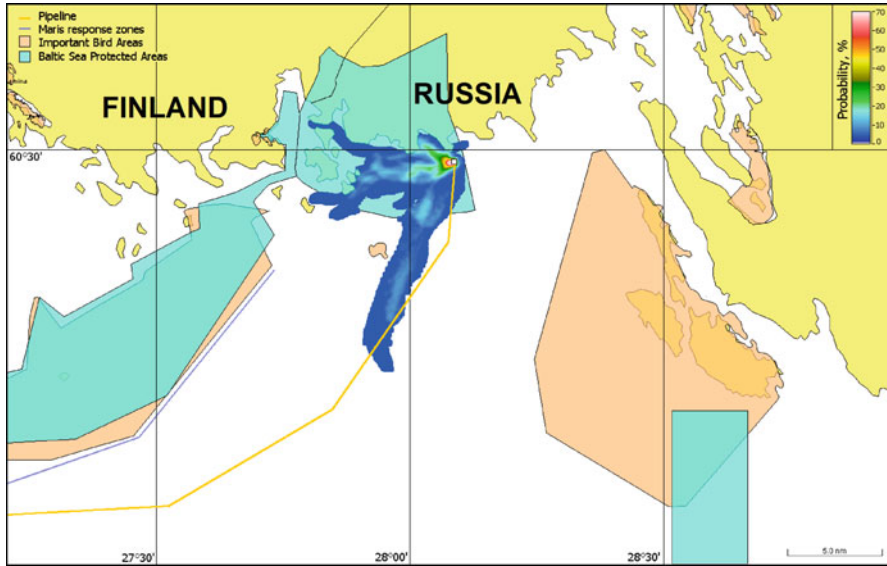 Pipeline
Maris response zones
Important Bird Areas
Baltic Sea Protected Areas
FINLAND
RUSSIA
Probability, %
70
60
50
40
30
20
10
0
60°30'
27°30'
28°00'
28°30'
5.0 nm